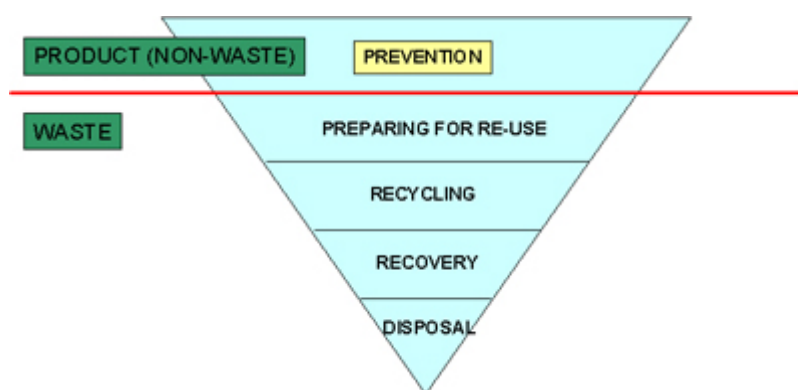 PRODUCT (NON-WASTE)
PREVENTION
WASTE
PREPARING FOR RE-USE
RECYCLING
RECOVERY
DISPOSAL